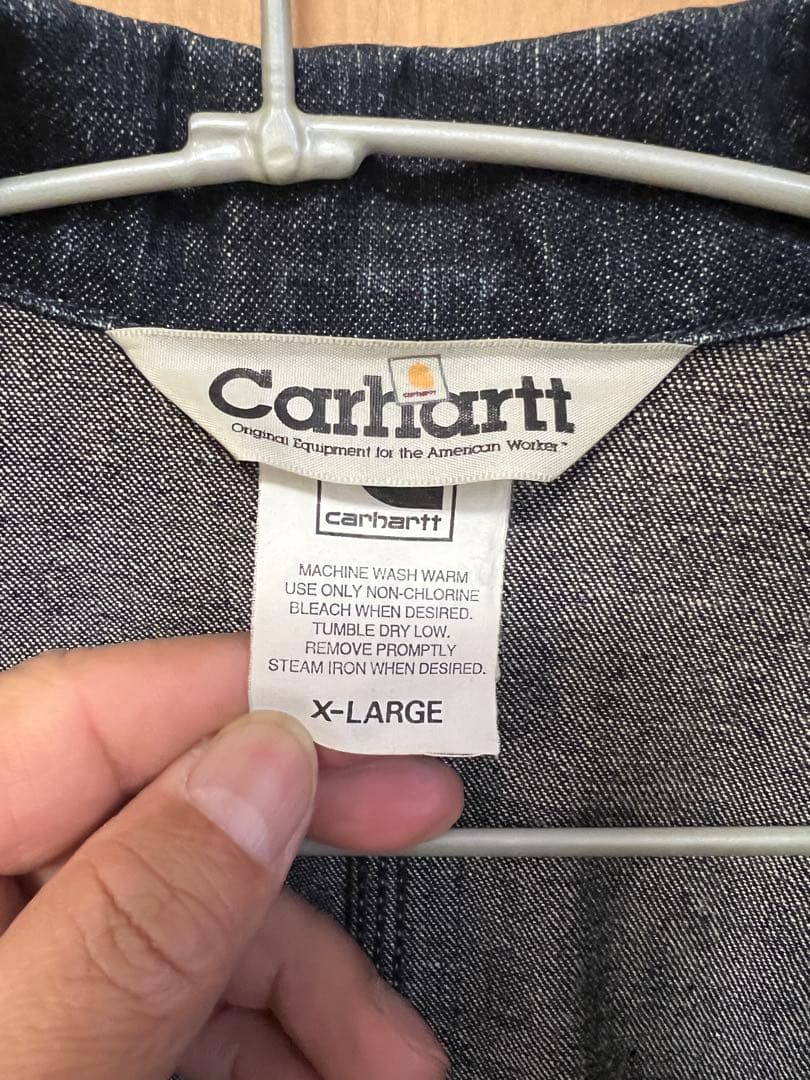 Carhartt
carhartt
Original Equipment for the American Worker™
carhartt
MACHINE WASH WARM
USE ONLY NON-CHLORINE
BLEACH WHEN DESIRED.
TUMBLE DRY LOW.
REMOVE PROMPTLY
STEAM IRON WHEN DESIRED.
X-LARGE